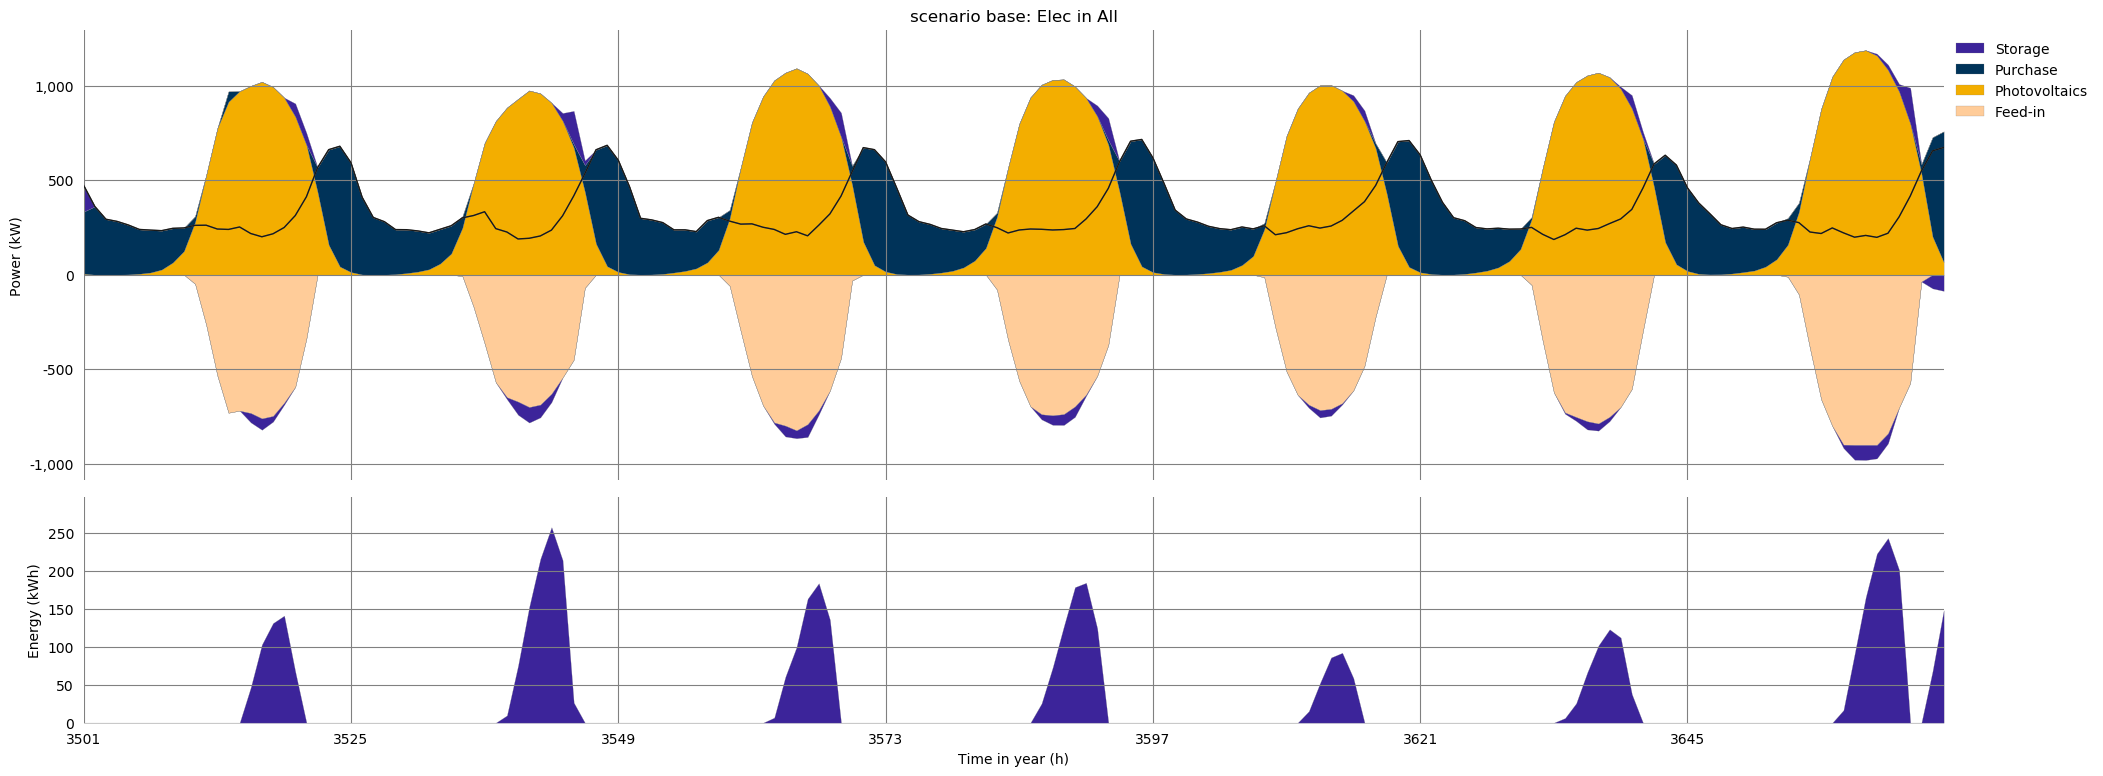 scenario base: Elec in All
Storage
Purchase
Photovoltaics
Feed-in
Power (kW)
1,000
500
0
-500
-1,000
Energy (kWh)
250
200
150
100
50
0
3501 3525 3549 3573 3597 3621 3645
Time in year (h)